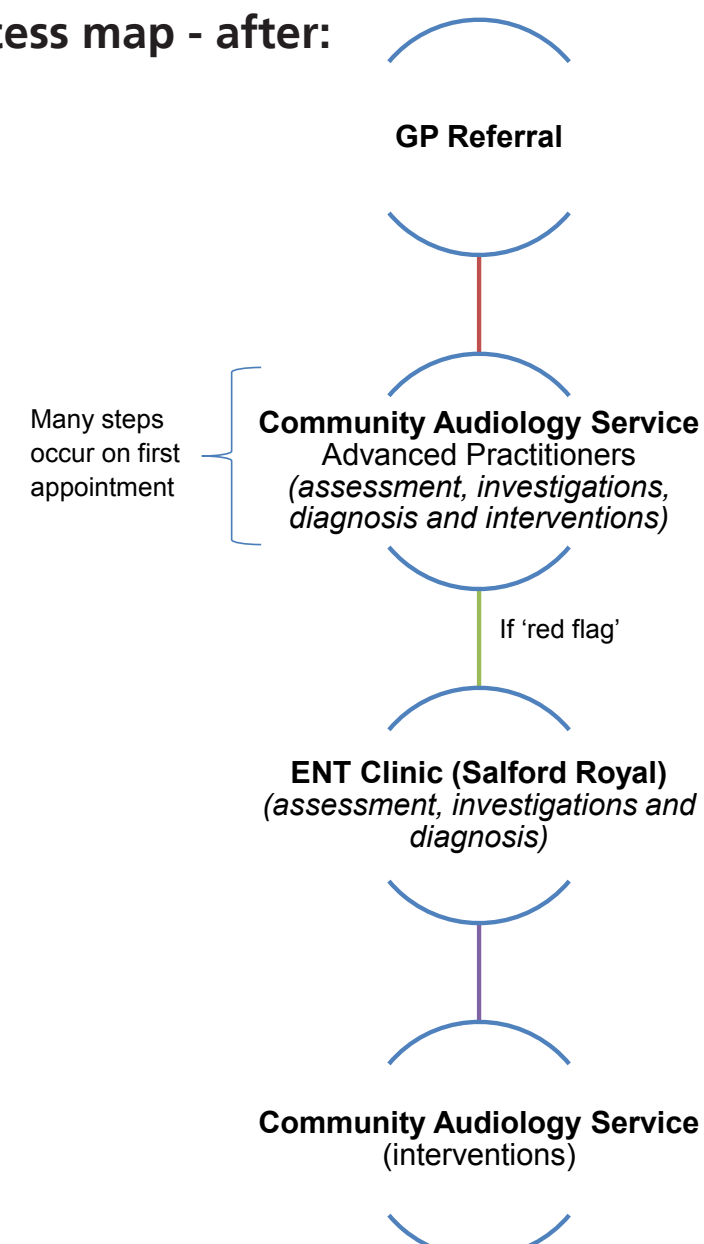 cess map - after:
GP Referral
Many steps
occur on first
appointment
Community Audiology Service
Advanced Practitioners
(assessment, investigations,
diagnosis and interventions)
If ‘red flag’
ENT Clinic (Salford Royal)
(assessment, investigations and
diagnosis)
Community Audiology Service
(interventions)